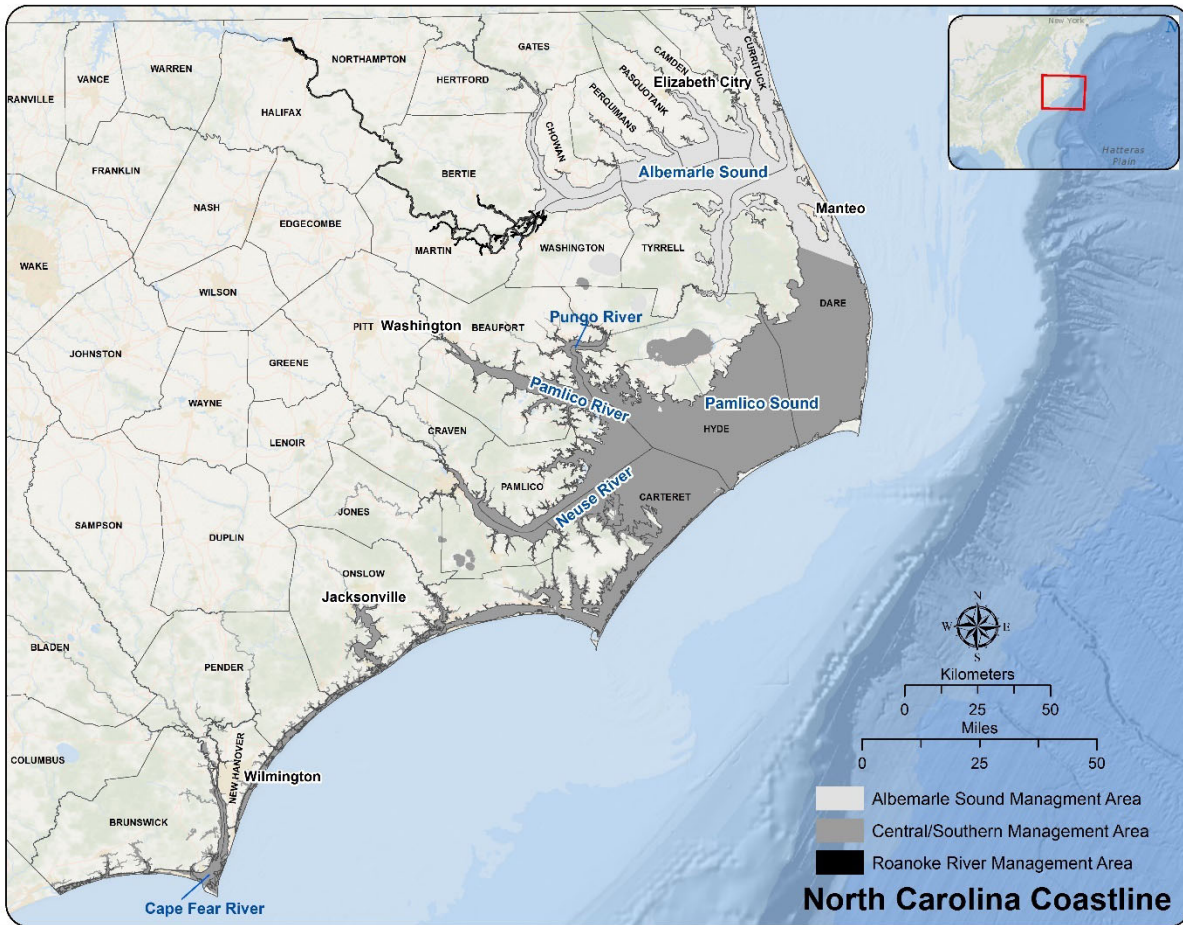 New York
N
Hatteras
Plain
GATES
CAMDEN
CURRITUCK
NORTHAMPTON
VANCE
WARREN
HERTFORD
PASQUOTANK
Elizabeth Citry
RANVILLE
PERQUIMANS
HALIFAX
CHOWAN
FRANKLIN
BERTIE
Albemarle Sound
NASH
EDGECOMBE
Manteo
MARTIN
WASHINGTON
TYRRELL
WAKE
WILSON
DARE
PITT
Washington
BEAUFORT
Pungo River
JOHNSTON
GREENE
Pamlico River
Pamlico Sound
WAYNE
HYDE
CRAVEN
LENOIR
PAMLICO
Neuse River
CARTERET
JONES
SAMPSON
DUPLIN
ONSLOW
Jacksonville
N
W
E
S
BLADEN
PENDER
Kilometers
0 25 50
Miles
0 25 50
COLUMBUS
NEW HANOVER
Wilmington
BRUNSWICK
Albemarle Sound Managment Area
Central/Southern Management Area
Roanoke River Management Area
Cape Fear River
North Carolina Coastline